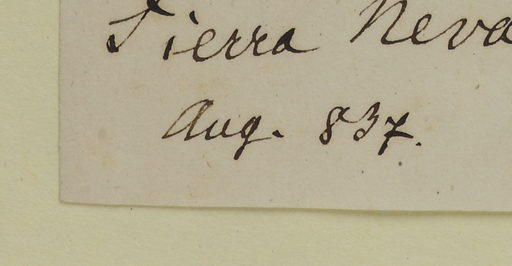 Sierra Neva
Aug. 837.